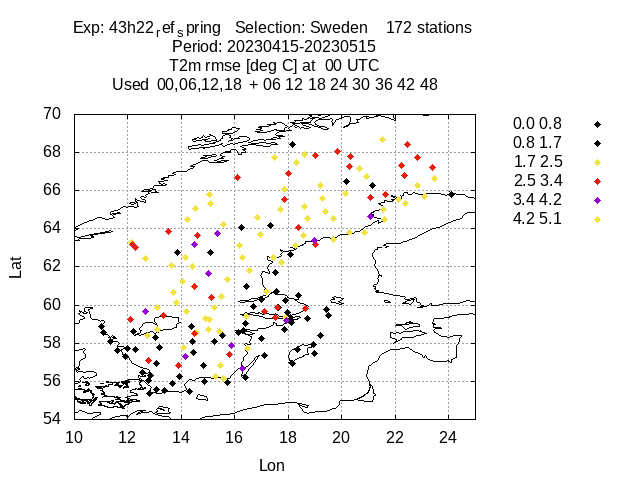 Exp: 43h22ref_spring Selection: Sweden 172 stations
Period: 20230415-20230515
T2m rmse [deg C] at 00 UTC
Used 00,06,12,18 + 06 12 18 24 30 36 42 48
70
68
66
64
62
60
58
56
54
Lat
10 12 14 16 18 20 22 24
Lon
0.0 0.8
0.8 1.7
1.7 2.5
2.5 3.4
3.4 4.2
4.2 5.1